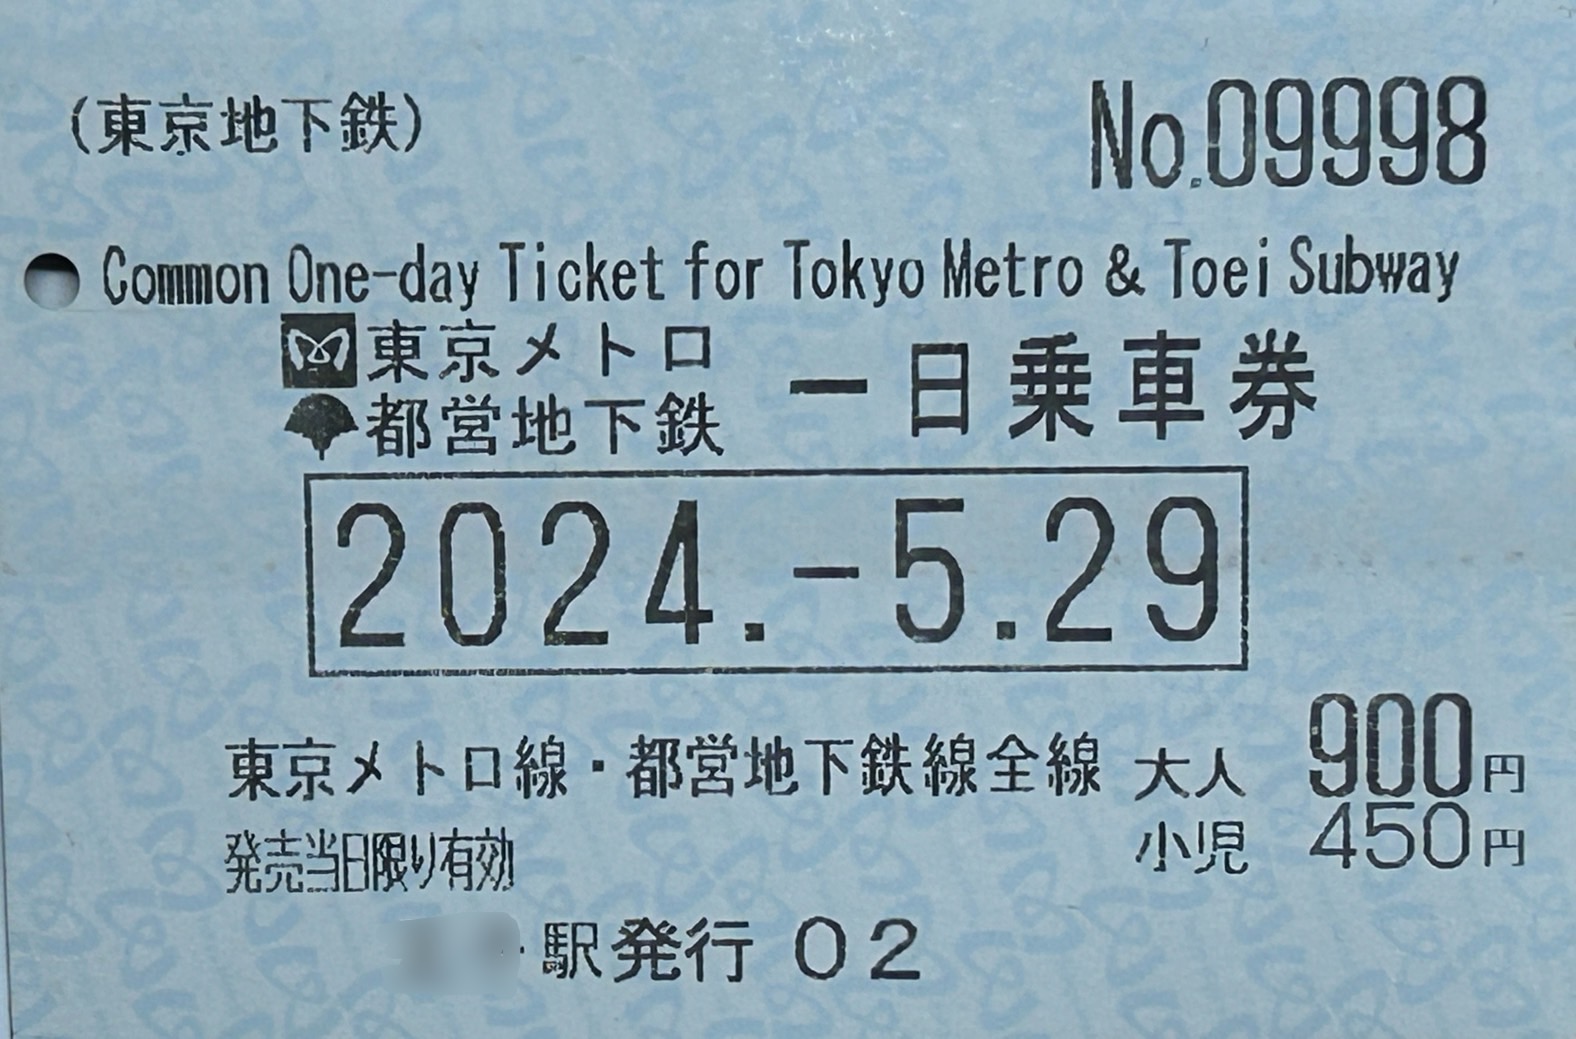 (東京地下鉄)
No.09998
Common One-day Ticket for Tokyo Metro & Toei Subway
東京メトロ
都営地下鉄
一日乗車券
2024.-5.29
東京メトロ線・都営地下鉄線全線 大人 900円
発売当日限り有効 小児 450円
駅発行 02